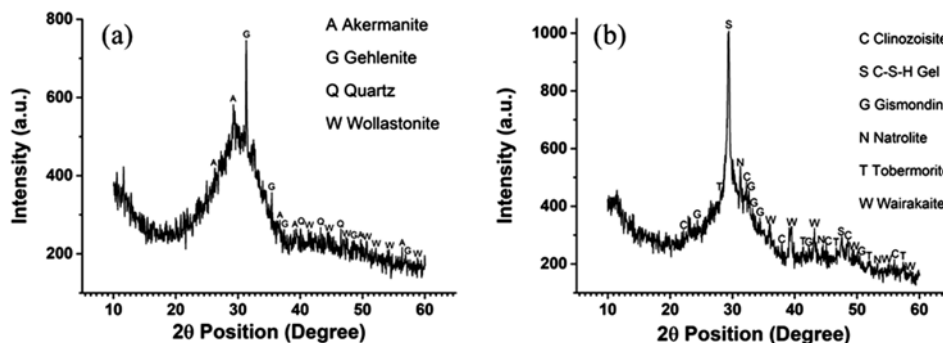 (a)
A Akermanite
G Gehlenite
Q Quartz
W Wollastonite
Intensity (a.u.)
800
600
400
200
A
A
G
G
A
G
A
Q
W
Q
W
Q
W
G
A
W
W
W
A
G
W
10 20 30 40 50 60
2θ Position (Degree)
(b)
C Clinozoisite
S C-S-H Gel
G Gismondin
N Natrolite
T Tobermorite
W Wairakaite
Intensity (a.u.)
1000
800
600
400
200
C
G
T
S
N
C
G
G
G
W
C
W
T
G
W
N
C
W
S
C
W
G
T
N
W
C
T
W
10 20 30 40 50 60
2θ Position (Degree)